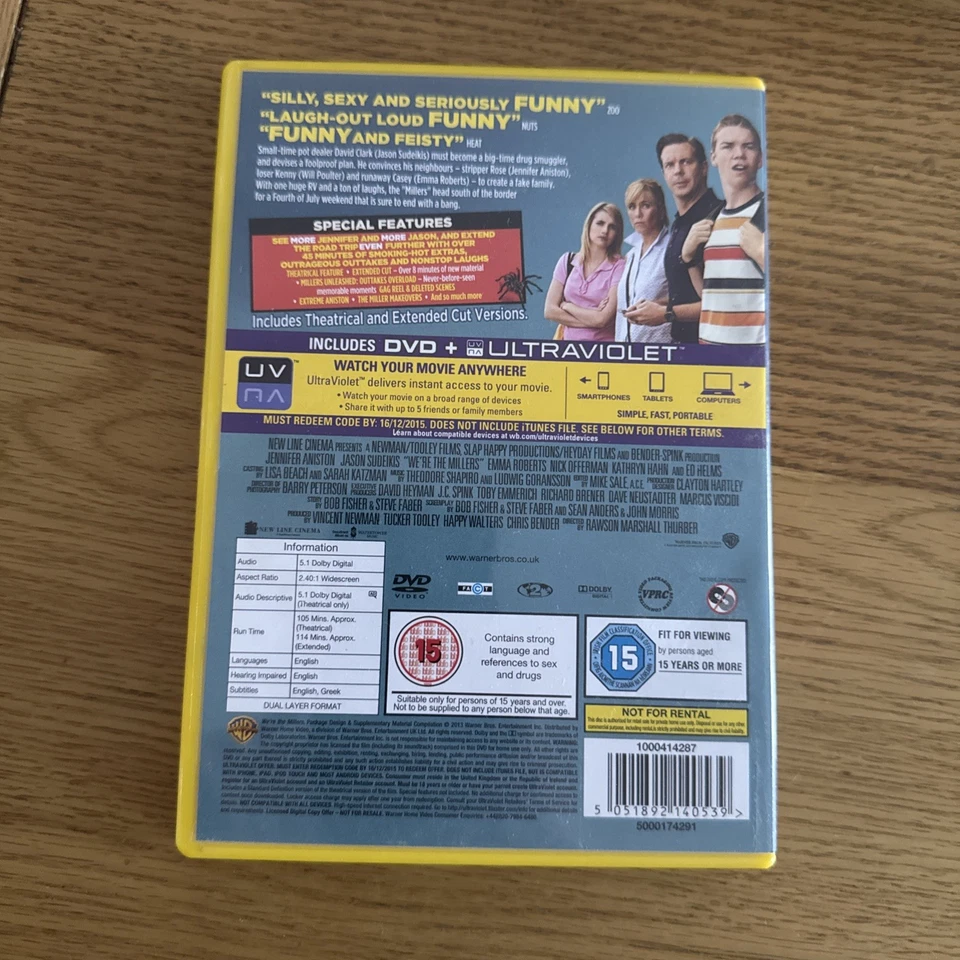 “SILLY, SEXY AND SERIOUSLY FUNNY” ZOO
“LAUGH-OUT LOUD FUNNY” NUTS
“FUNNY AND FEISTY” HEAT
Small-time pot dealer David Clark (Jason Sudeikis) must become a big-time drug smuggler,
and devises a foolproof plan. He convinces his neighbours – stripper Rose (Jennifer Aniston),
loser Kenny (Will Poulter) and runaway Casey (Emma Roberts) – to create a fake family.
With one huge RV and a ton of laughs, the "Millers" head south of the border
for a Fourth of July weekend that is sure to end with a bang.
SPECIAL FEATURES
SEE MORE JENNIFER AND MORE JASON, AND EXTEND
THE ROAD TRIP EVEN FURTHER WITH OVER
45 MINUTES OF SMOKING-HOT EXTRAS,
OUTRAGEOUS OUTTAKES AND NONSTOP LAUGHS
THEATRICAL FEATURE • EXTENDED CUT – Over 8 minutes of new material
• MILLERS UNLEASHED: OUTTAKES OVERLOAD – Never-before-seen
memorable moments GAG REEL & DELETED SCENES
• EXTREME ANISTON • THE MILLER MAKEOVERS • And so much more
Includes Theatrical and Extended Cut Versions.
INCLUDES DVD + UV ULTRAVIOLET™
UV
WATCH YOUR MOVIE ANYWHERE
UltraViolet™ delivers instant access to your movie.
• Watch your movie on a broad range of devices
• Share it with up to 5 friends or family members
SMARTPHONES TABLETS COMPUTERS
SIMPLE, FAST, PORTABLE
MUST REDEEM CODE BY: 16/12/2015. DOES NOT INCLUDE iTUNES FILE. SEE BELOW FOR OTHER TERMS.
Learn about compatible devices at wb.com/ultravioletdevices
NEW LINE CINEMA PRESENTS A NEWMAN/TOOLEY FILMS, SLAP HAPPY PRODUCTIONS/HEYDAY FILMS AND BENDER-SPINK PRODUCTION
JENNIFER ANISTON JASON SUDEIKIS "WE'RE THE MILLERS" EMMA ROBERTS NICK OFFERMAN KATHRYN HAHN AND ED HELMS
CASTING BY LISA BEACH AND SARAH KATZMAN MUSIC BY THEODORE SHAPIRO AND LUDWIG GORANSSON EDITED BY MIKE SALE, A.C.E. PRODUCTION DESIGNER CLAYTON HARTLEY
DIRECTOR OF PHOTOGRAPHY BARRY PETERSON EXECUTIVE PRODUCERS DAVID HEYMAN J.C. SPINK TOBY EMMERICH RICHARD BRENER DAVE NEUSTADTER MARCUS VISCIDI
STORY BY BOB FISHER & STEVE FABER SCREENPLAY BY BOB FISHER & STEVE FABER AND SEAN ANDERS & JOHN MORRIS
PRODUCED BY VINCENT NEWMAN TUCKER TOOLEY HAPPY WALTERS CHRIS BENDER DIRECTED BY RAWSON MARSHALL THURBER
NEW LINE CINEMA
www.warnerbros.co.uk
Information
Audio 5.1 Dolby Digital
Aspect Ratio 2.40:1 Widescreen
Audio Descriptive 5.1 Dolby Digital
(Theatrical only)
Run Time 105 Mins. Approx.
(Theatrical)
114 Mins. Approx.
(Extended)
Languages English
Hearing Impaired English
Subtitles English, Greek
DUAL LAYER FORMAT
DVD VIDEO
FACT
2
DOLBY DIGITAL
VPRC
15
Contains strong
language and
references to sex
and drugs
Suitable only for persons of 15 years and over.
Not to be supplied to any person below that age.
15
FIT FOR VIEWING
by persons aged
15 YEARS OR MORE
NOT FOR RENTAL
1000414287
5 051892 140539 >
5000174291